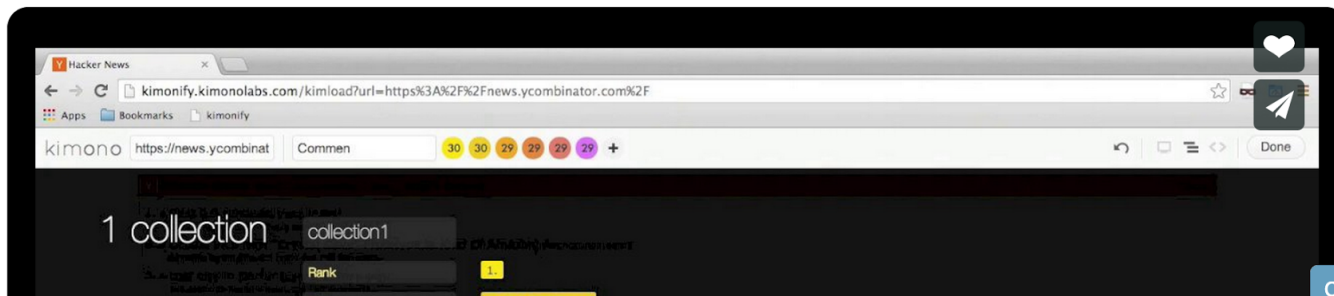 Hacker News
kimonify.kimonolabs.com/kimload?url=https%3A%2F%2Fnews.ycombinator.com%2F
Apps Bookmarks kimonify
kimono https://news.ycombinat Commen 30 30 29 29 29 29 + Done
1 collection collection1
Rank 1.